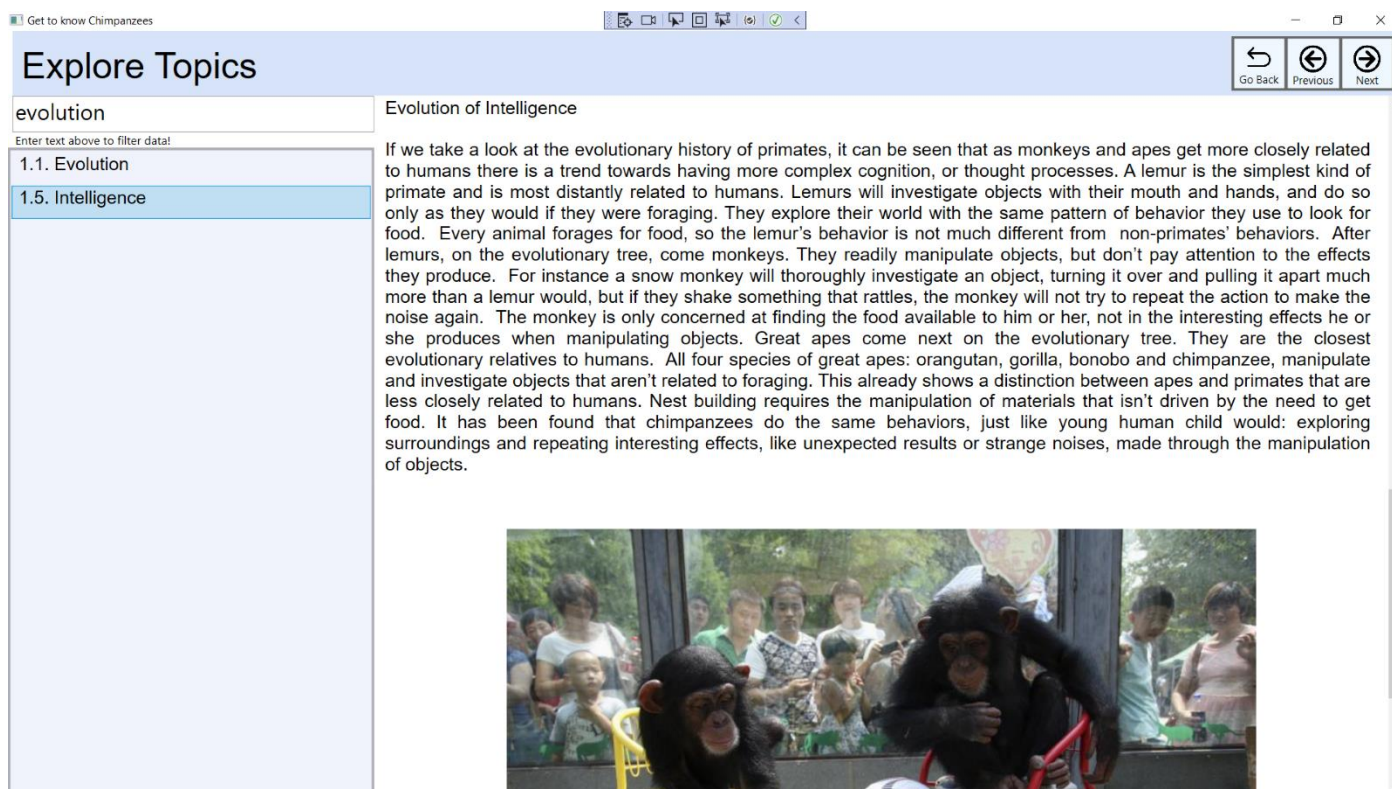 Get to know Chimpanzees
Explore Topics
Go Back
Previous
Next
evolution
Enter text above to filter data!
1.1. Evolution
1.5. Intelligence
Evolution of Intelligence
If we take a look at the evolutionary history of primates, it can be seen that as monkeys and apes get more closely related
to humans there is a trend towards having more complex cognition, or thought processes. A lemur is the simplest kind of
primate and is most distantly related to humans. Lemurs will investigate objects with their mouth and hands, and do so
only as they would if they were foraging. They explore their world with the same pattern of behavior they use to look for
food. Every animal forages for food, so the lemur's behavior is not much different from non-primates' behaviors. After
lemurs, on the evolutionary tree, come monkeys. They readily manipulate objects, but don't pay attention to the effects
they produce. For instance a snow monkey will thoroughly investigate an object, turning it over and pulling it apart much
more than a lemur would, but if they shake something that rattles, the monkey will not try to repeat the action to make the
noise again. The monkey is only concerned at finding the food available to him or her, not in the interesting effects he or
she produces when manipulating objects. Great apes come next on the evolutionary tree. They are the closest
evolutionary relatives to humans. All four species of great apes: orangutan, gorilla, bonobo and chimpanzee, manipulate
and investigate objects that aren't related to foraging. This already shows a distinction between apes and primates that are
less closely related to humans. Nest building requires the manipulation of materials that isn't driven by the need to get
food. It has been found that chimpanzees do the same behaviors, just like young human child would: exploring
surroundings and repeating interesting effects, like unexpected results or strange noises, made through the manipulation
of objects.